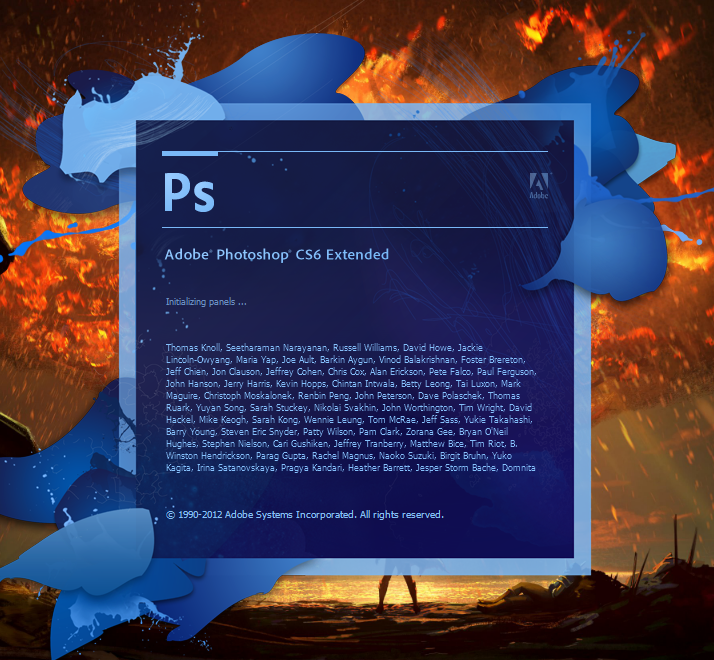 Ps
Adobe
Adobe® Photoshop® CS6 Extended
Initializing panels ...
Thomas Knoll, Seetharaman Narayanan, Russell Williams, David Howe, Jackie
Lincoln-Owyang, Maria Yap, Joe Ault, Barkin Aygun, Vinod Balakrishnan, Foster Brereton,
Jeff Chien, Jon Clauson, Jeffrey Cohen, Chris Cox, Alan Erickson, Pete Falco, Paul Ferguson,
John Hanson, Jerry Harris, Kevin Hopps, Chintan Intwala, Betty Leong, Tai Luxon, Mark
Maguire, Christoph Moskalonek, Renbin Peng, John Peterson, Dave Polaschek, Thomas
Ruark, Yuyan Song, Sarah Stuckey, Nikolai Svakhin, John Worthington, Tim Wright, David
Hackel, Mike Keogh, Sarah Kong, Wennie Leung, Tom McRae, Jeff Sass, Yukie Takahashi,
Barry Young, Steven Eric Snyder, Patty Wilson, Pam Clark, Zorana Gee, Bryan O'Neil
Hughes, Stephen Nielson, Cari Gushiken, Jeffrey Tranberry, Matthew Bice, Tim Riot, B.
Winston Hendrickson, Parag Gupta, Rachel Magnus, Naoko Suzuki, Birgit Bruhn, Yuko
Kagita, Irina Satanovskaya, Pragya Kandari, Heather Barrett, Jesper Storm Bache, Domnita
© 1990-2012 Adobe Systems Incorporated. All rights reserved.